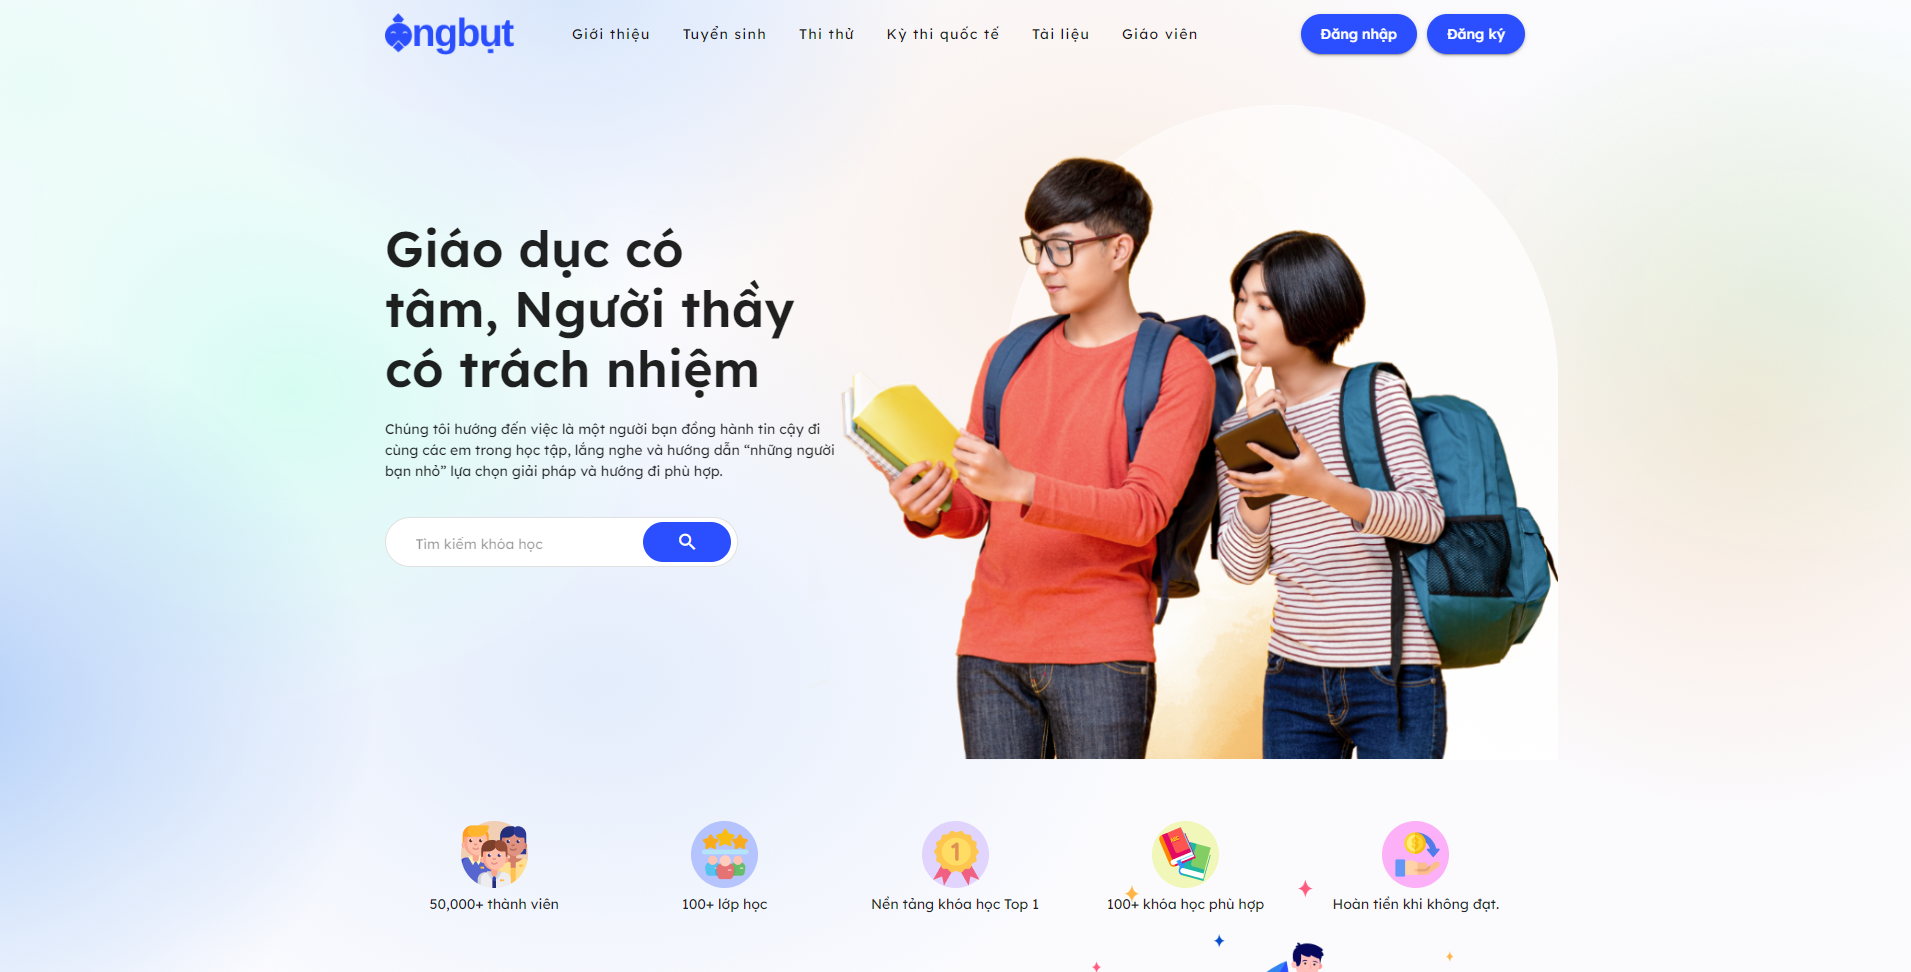 ôngbụt
Giới thiệu
Tuyển sinh
Thi thử
Kỳ thi quốc tế
Tài liệu
Giáo viên
Đăng nhập
Đăng ký
Giáo dục có
tâm, Người thầy
có trách nhiệm
Chúng tôi hướng đến việc là một người bạn đồng hành tin cậy đi
cùng các em trong học tập, lắng nghe và hướng dẫn “những người
bạn nhỏ” lựa chọn giải pháp và hướng đi phù hợp.
Tìm kiếm khóa học
50,000+ thành viên
100+ lớp học
1
Nền tảng khóa học Top 1
100+ khóa học phù hợp
Hoàn tiền khi không đạt.